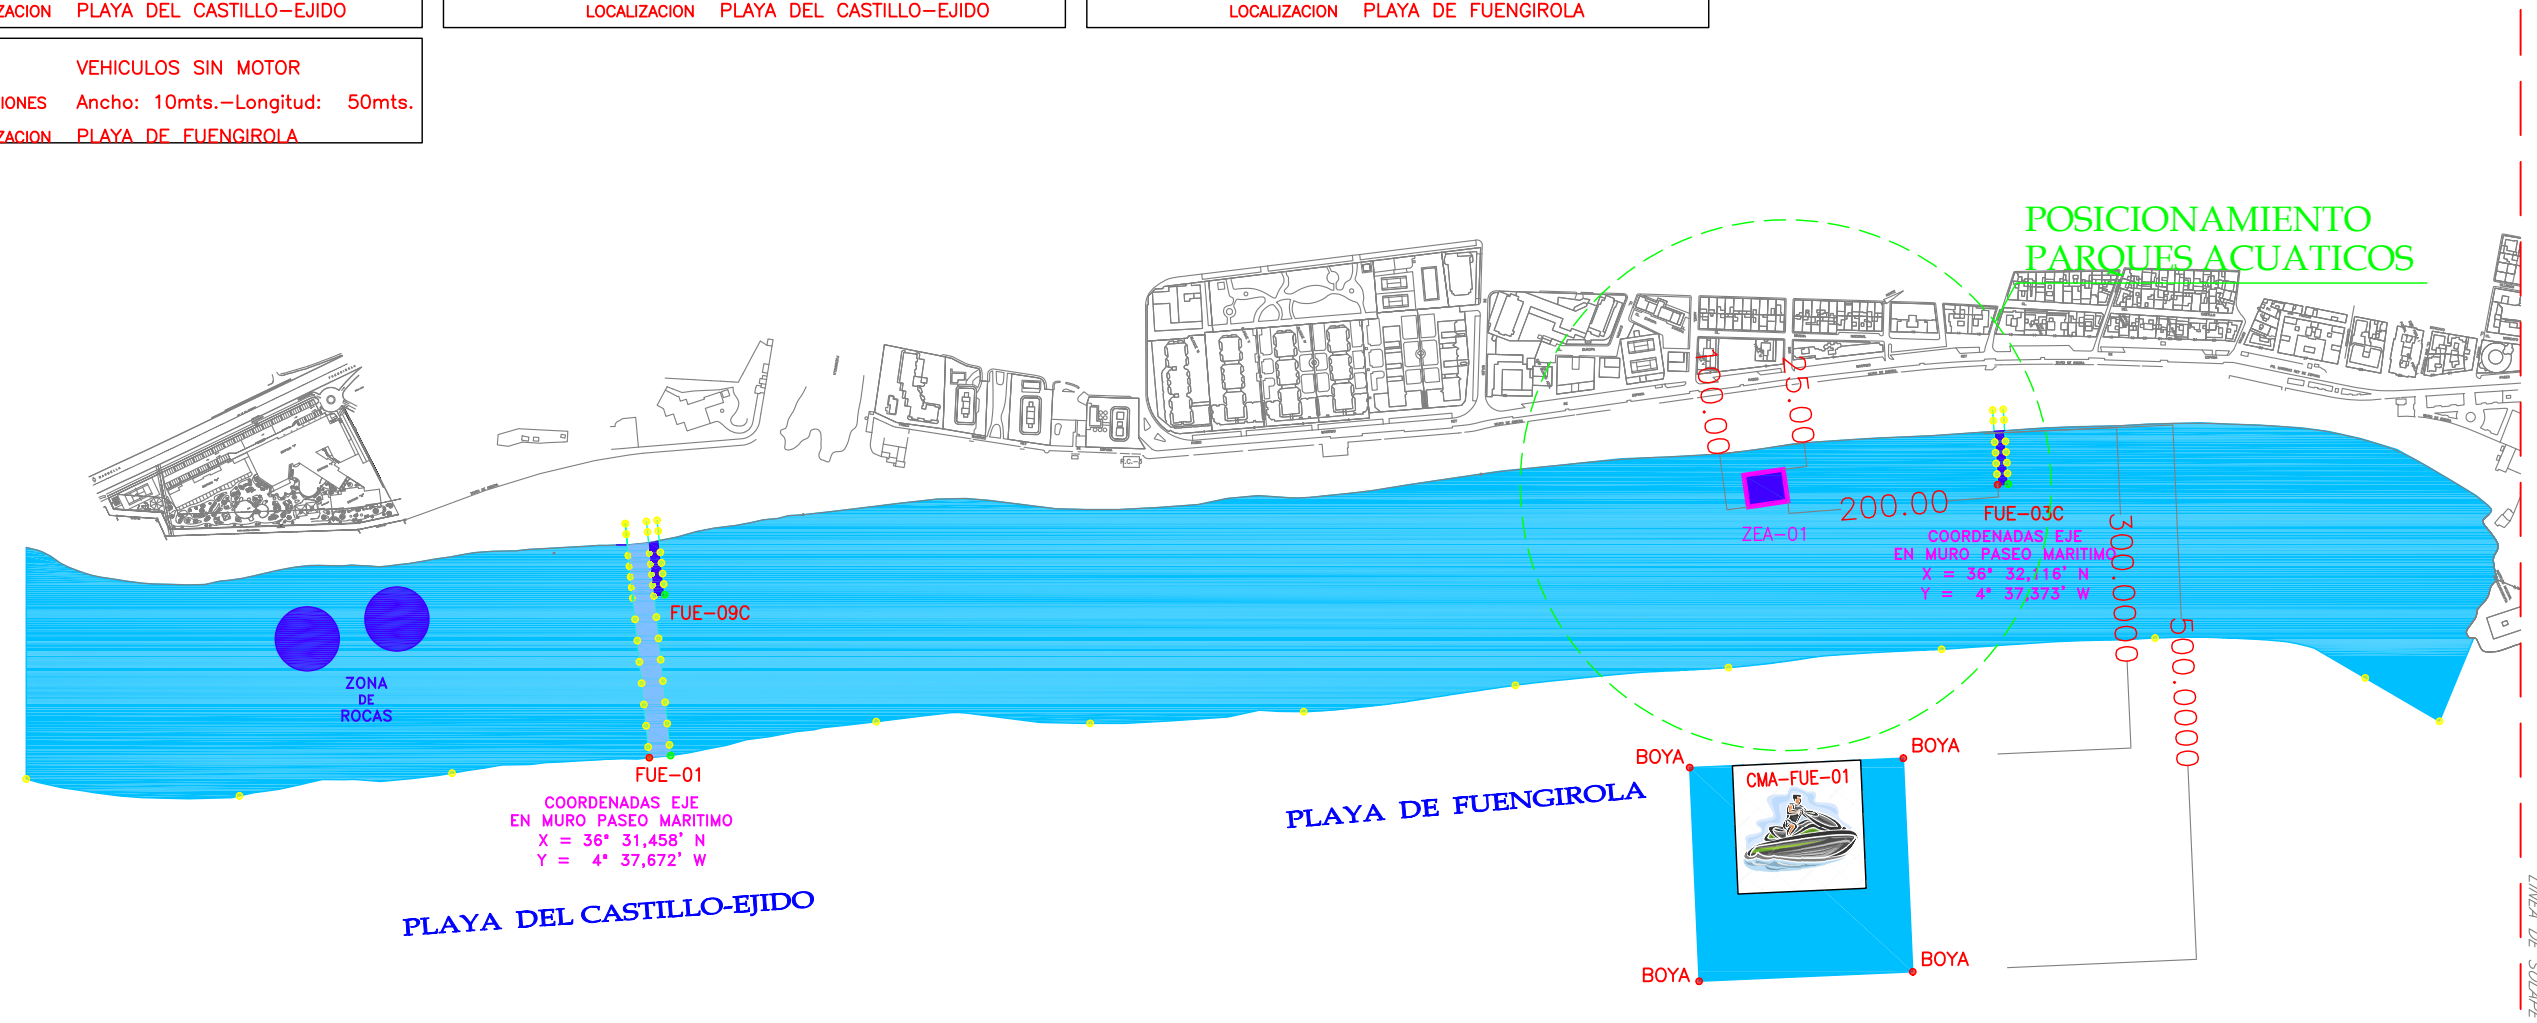 ZACION PLAYA DEL CASTILLO-EJIDO
LOCALIZACION PLAYA DEL CASTILLO-EJIDO
LOCALIZACION PLAYA DE FUENGIROLA
VEHICULOS SIN MOTOR
IONES Ancho: 10mts.-Longitud: 50mts.
ZACION PLAYA DE FUENGIROLA
POSICIONAMIENTO
PARQUES ACUATICOS
100.00
25.00
200.00
ZEA-01
FUE-03C
COORDENADAS EJE
EN MURO PASEO MARITIMO
X = 36° 32,116' N
Y = 4° 37,373' W
300.0000
500.0000
FUE-09C
ZONA
DE
ROCAS
FUE-01
COORDENADAS EJE
EN MURO PASEO MARITIMO
X = 36° 31,458' N
Y = 4° 37,672' W
PLAYA DEL CASTILLO-EJIDO
PLAYA DE FUENGIROLA
BOYA
BOYA
CMA-FUE-01
BOYA
BOYA
LINEA DE SOLAPE